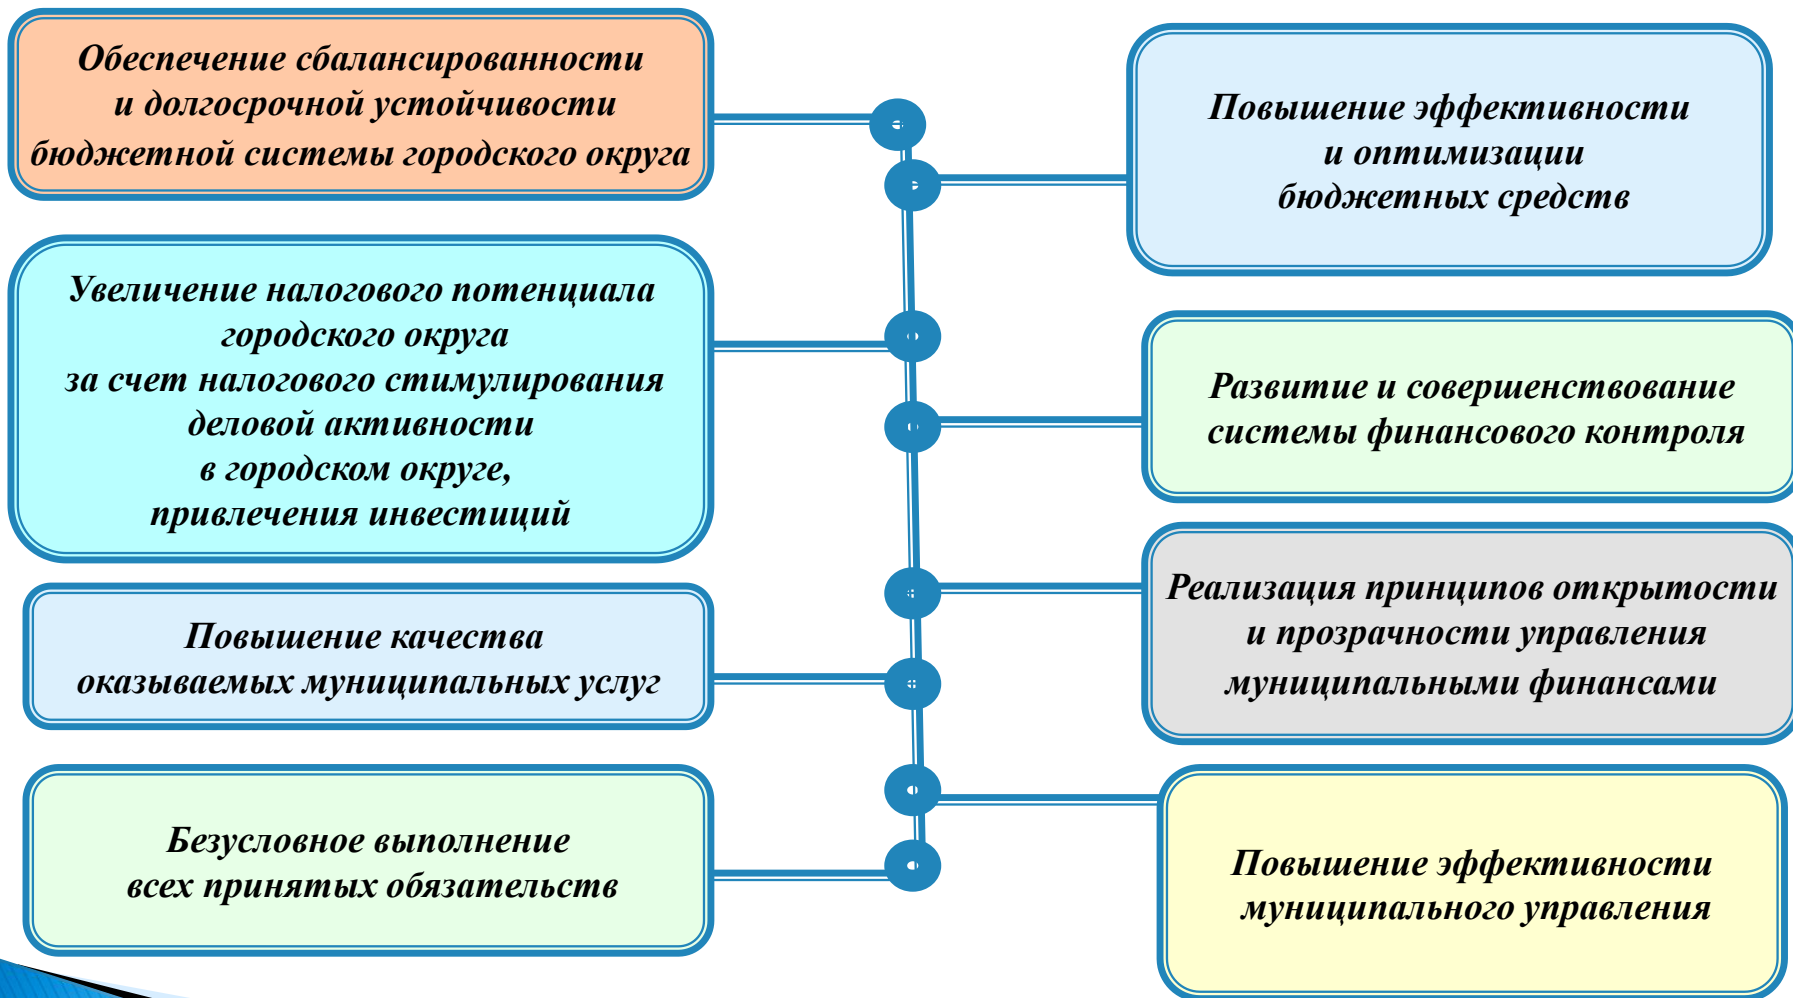 Обеспечение сбалансированности
и долгосрочной устойчивости
бюджетной системы городского округа
Увеличение налогового потенциала
городского округа
за счет налогового стимулирования
деловой активности
в городском округе,
привлечения инвестиций
Повышение качества
оказываемых муниципальных услуг
Безусловное выполнение
всех принятых обязательств
Повышение эффективности
и оптимизации
бюджетных средств
Развитие и совершенствование
системы финансового контроля
Реализация принципов открытости
и прозрачности управления
муниципальными финансами
Повышение эффективности
муниципального управления